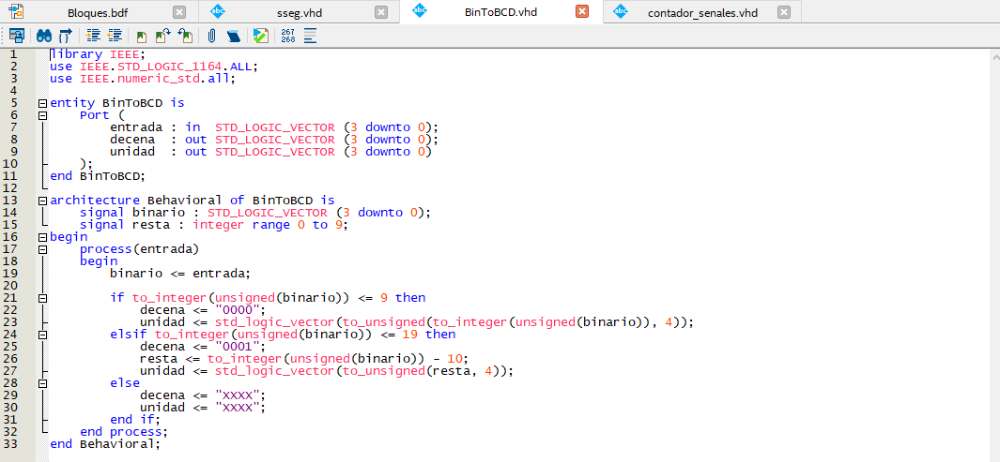 Bloques.bdf sseg.vhd BinToBCD.vhd contador_senales.vhd
267
268
1 library IEEE;
2 use IEEE.STD_LOGIC_1164.ALL;
3 use IEEE.numeric_std.all;
4
5 entity BinToBCD is
6     Port (
7         entrada : in  STD_LOGIC_VECTOR (3 downto 0);
8         decena  : out STD_LOGIC_VECTOR (3 downto 0);
9         unidad  : out STD_LOGIC_VECTOR (3 downto 0)
10     );
11 end BinToBCD;
12
13 architecture Behavioral of BinToBCD is
14     signal binario : STD_LOGIC_VECTOR (3 downto 0);
15     signal resta : integer range 0 to 9;
16 begin
17     process(entrada)
18     begin
19         binario <= entrada;
20
21         if to_integer(unsigned(binario)) <= 9 then
22             decena <= "0000";
23             unidad <= std_logic_vector(to_unsigned(to_integer(unsigned(binario)), 4));
24         elsif to_integer(unsigned(binario)) <= 19 then
25             decena <= "0001";
26             resta <= to_integer(unsigned(binario)) - 10;
27             unidad <= std_logic_vector(to_unsigned(resta, 4));
28         else
29             decena <= "XXXX";
30             unidad <= "XXXX";
31         end if;
32     end process;
33 end Behavioral;